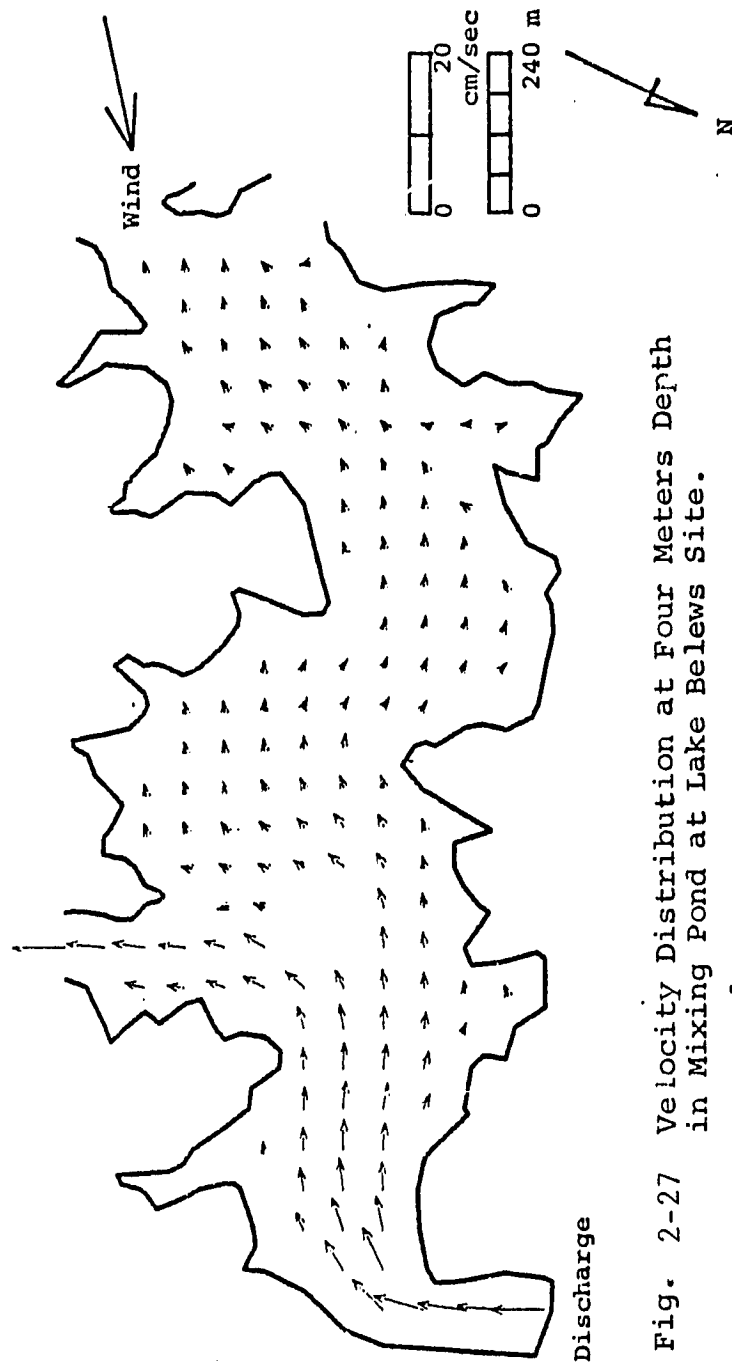 Wind
0 20
cm/sec
0 240 m
N
Discharge
Fig. 2-27 Velocity Distribution at Four Meters Depth
in Mixing Pond at Lake Belews Site.